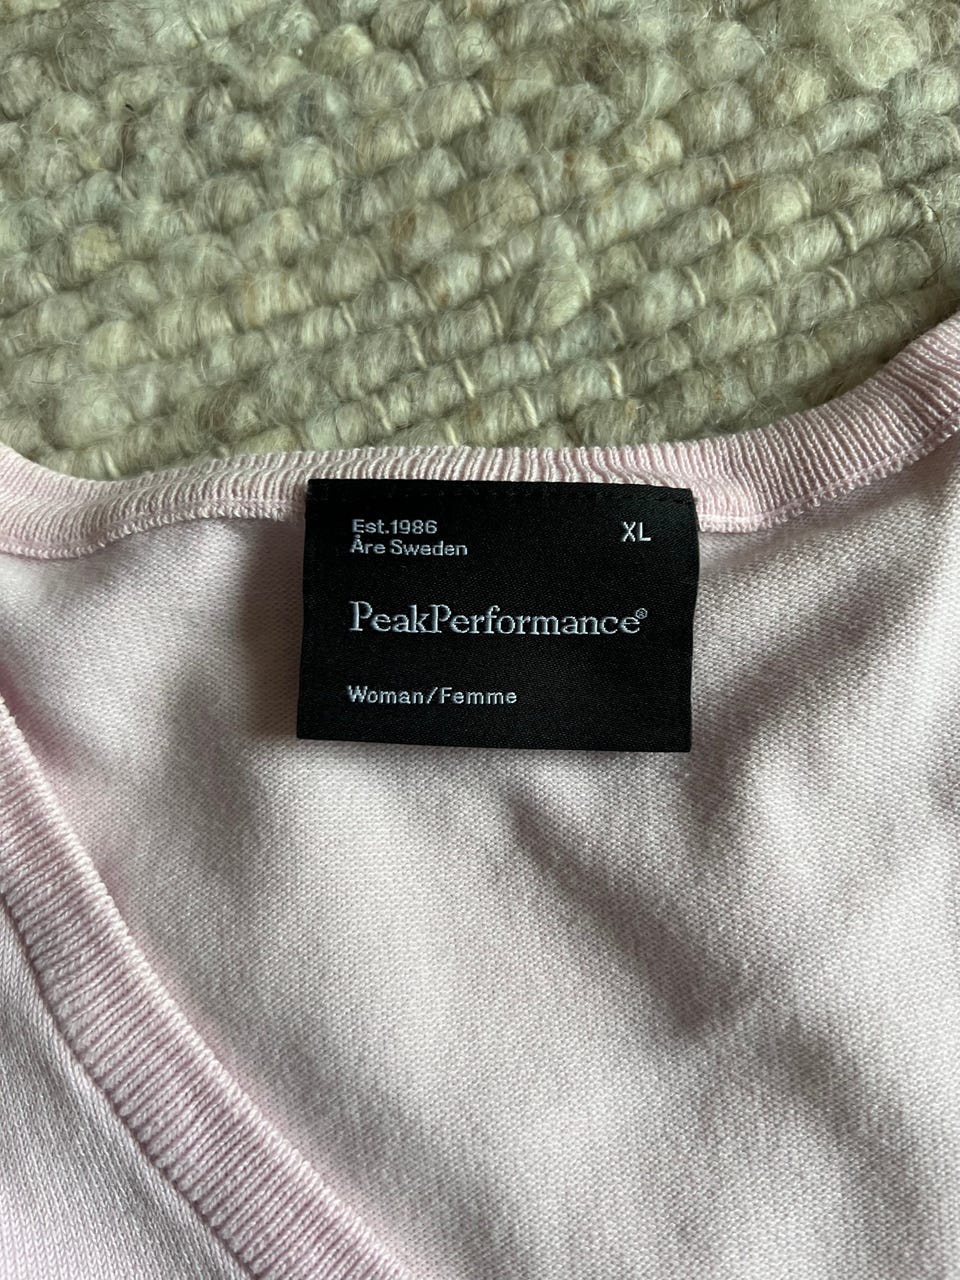 Est.1986
Åre Sweden
XL
PeakPerformance®
Woman/Femme